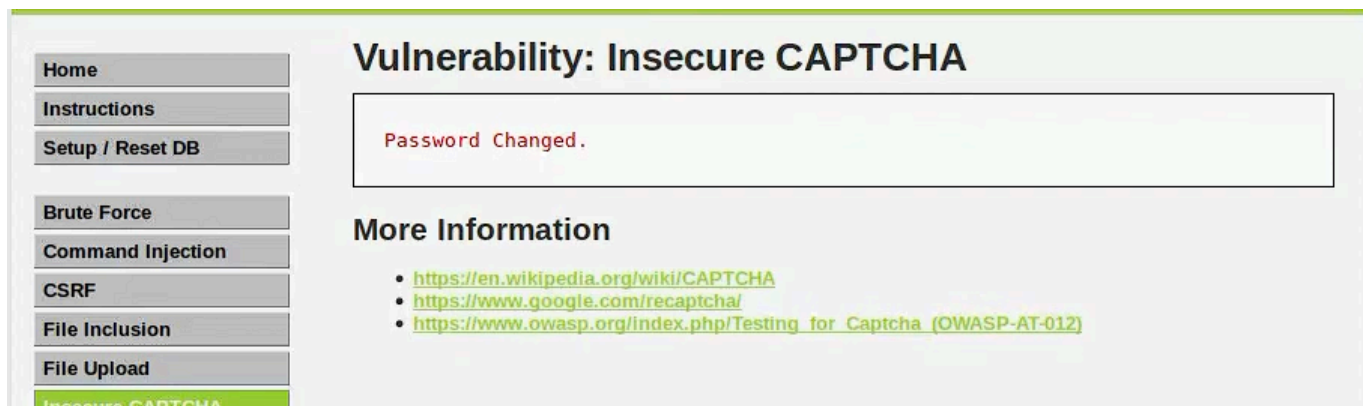 Home
Instructions
Setup / Reset DB
Brute Force
Command Injection
CSRF
File Inclusion
File Upload
Insecure CAPTCHA
Vulnerability: Insecure CAPTCHA
Password Changed.
More Information
https://en.wikipedia.org/wiki/CAPTCHA
https://www.google.com/recaptcha/
https://www.owasp.org/index.php/Testing_for_Captcha_(OWASP-AT-012)